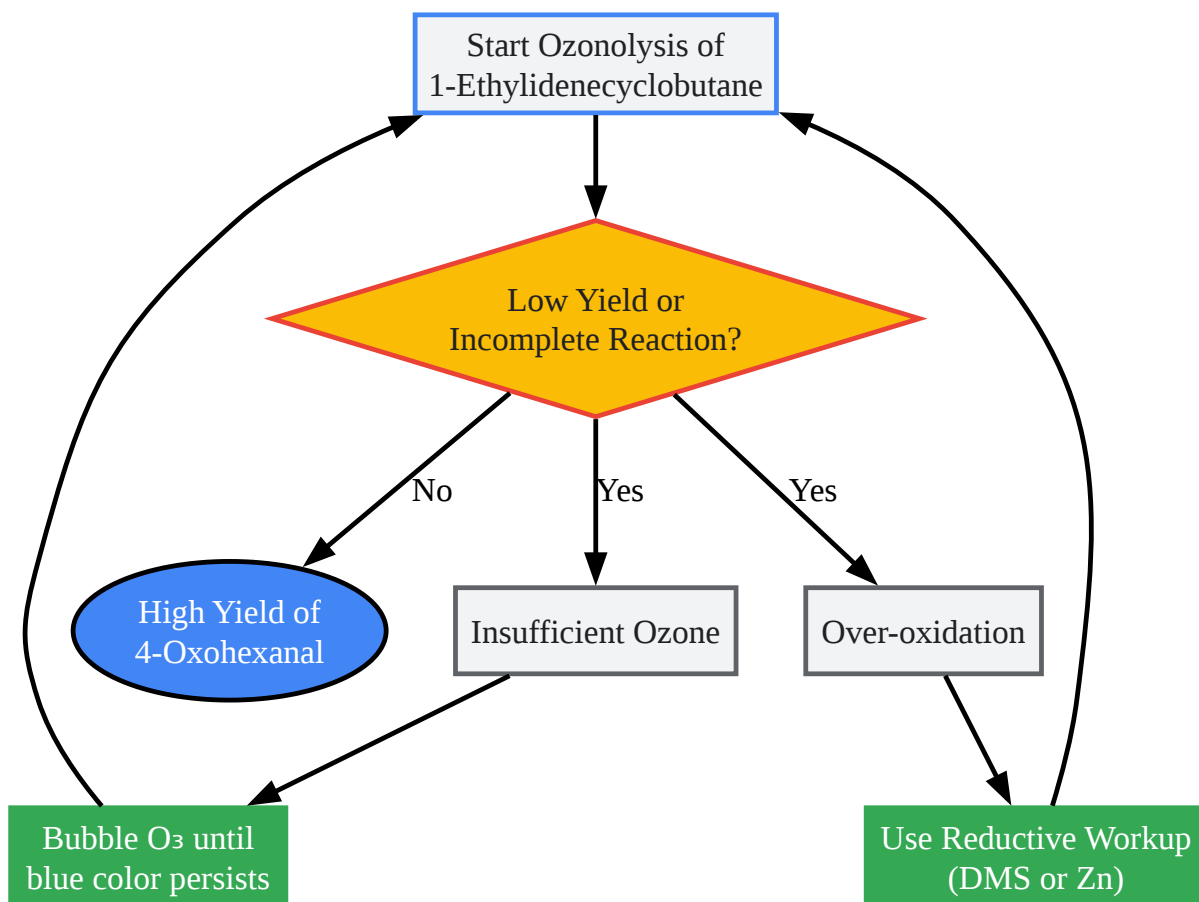 Start Ozonolysis of
1-Ethylidenecyclobutane
Low Yield or
Incomplete Reaction?
No
Yes
Yes
High Yield of
4-Oxohexanal
Insufficient Ozone
Over-oxidation
Bubble O₃ until
blue color persists
Use Reductive Workup
(DMS or Zn)